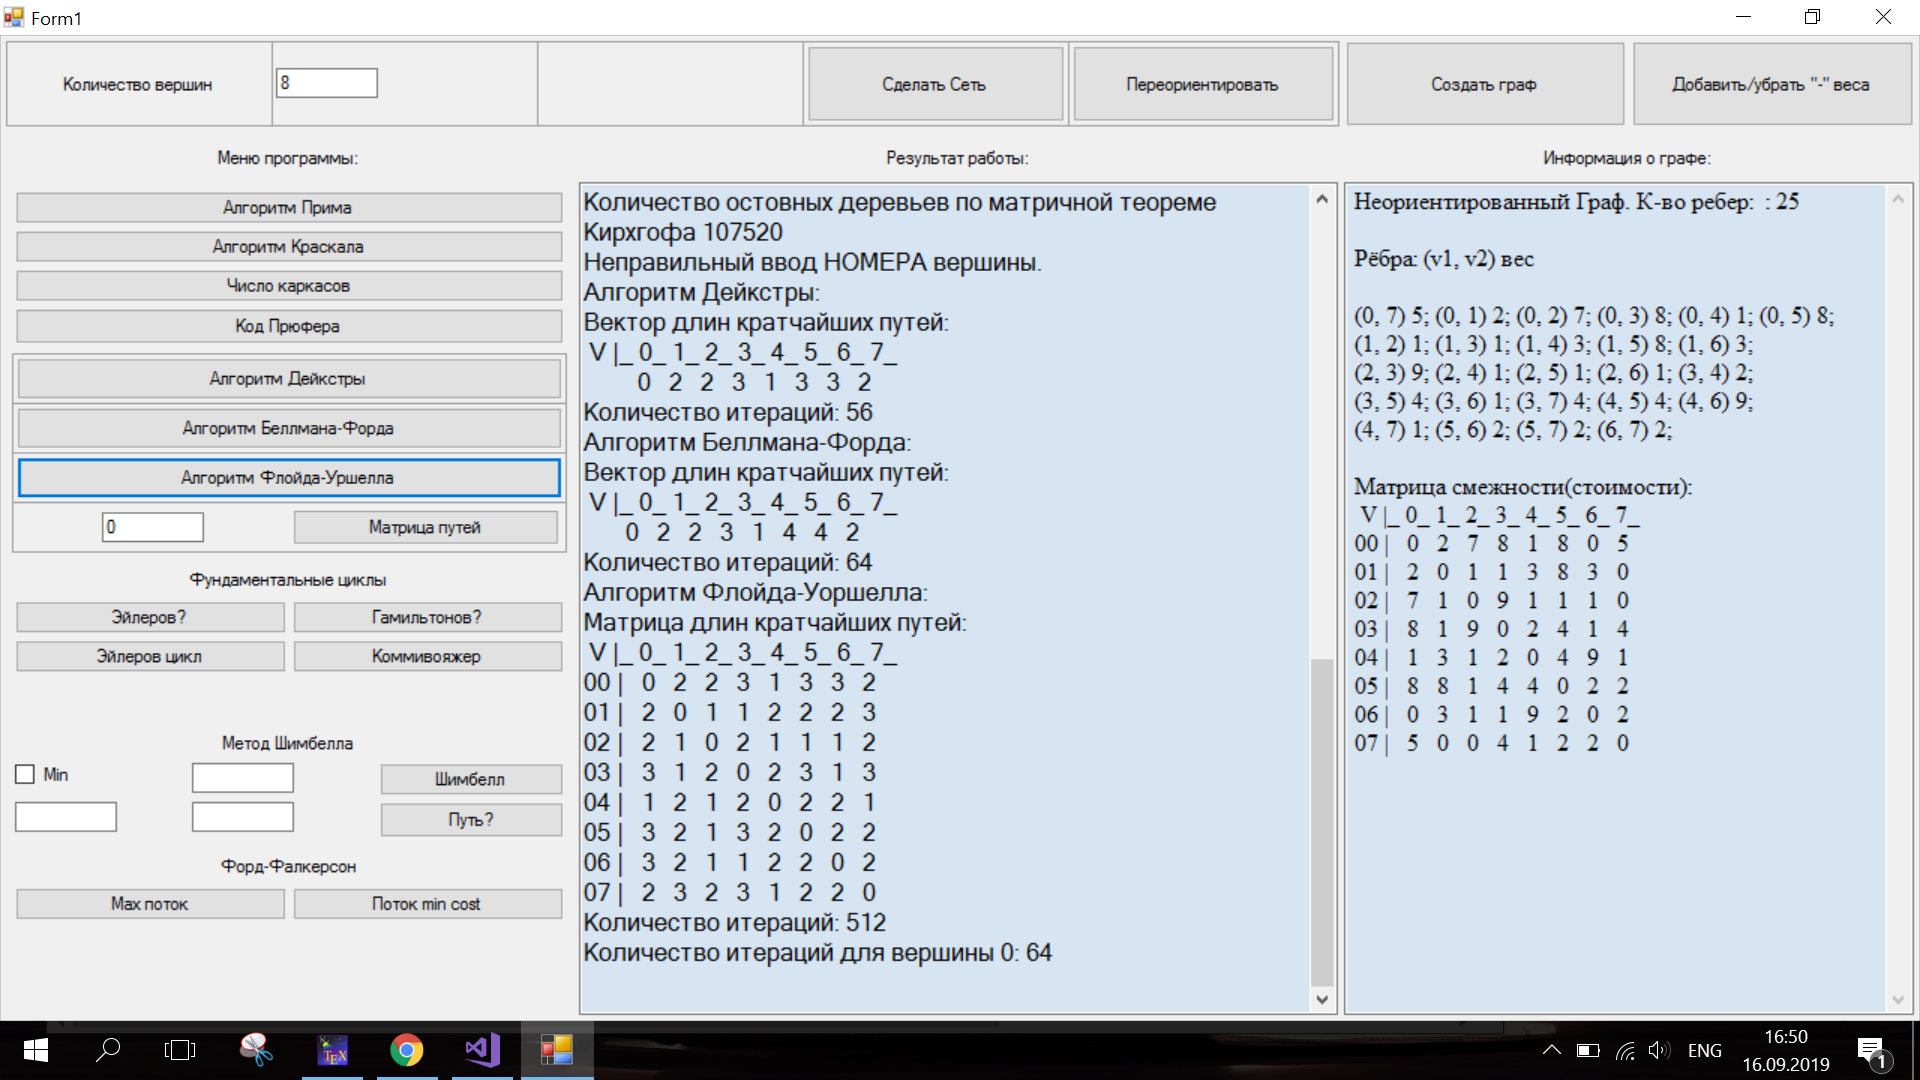 Form1
Количество вершин
8
Сделать Сеть
Переориентировать
Создать граф
Добавить/убрать "-" веса
Меню программы:
Алгоритм Прима
Алгоритм Краскала
Число каркасов
Код Прюфера
Алгоритм Дейкстры
Алгоритм Беллмана-Форда
Алгоритм Флойда-Уршелла
0
Матрица путей
Фундаментальные циклы
Эйлеров?
Гамильтонов?
Эйлеров цикл
Коммивояжер
Метод Шимбелла
Min
Шимбелл
Путь?
Форд-Фалкерсон
Max поток
Поток min cost
Результат работы:
Количество остовных деревьев по матричной теореме
Кирхгофа 107520
Неправильный ввод НОМЕРА вершины.
Алгоритм Дейкстры:
Вектор длин кратчайших путей:
V |_ 0_ 1_ 2_ 3_ 4_ 5_ 6_ 7_
0 2 2 3 1 3 3 2
Количество итераций: 56
Алгоритм Беллмана-Форда:
Вектор длин кратчайших путей:
V |_ 0_ 1_ 2_ 3_ 4_ 5_ 6_ 7_
0 2 2 3 1 4 4 2
Количество итераций: 64
Алгоритм Флойда-Уоршелла:
Матрица длин кратчайших путей:
V |_ 0_ 1_ 2_ 3_ 4_ 5_ 6_ 7_
00 | 0 2 2 3 1 3 3 2
01 | 2 0 1 1 2 2 2 3
02 | 2 1 0 2 1 1 1 2
03 | 3 1 2 0 2 3 1 3
04 | 1 2 1 2 0 2 2 1
05 | 3 2 1 3 2 0 2 2
06 | 3 2 1 1 2 2 0 2
07 | 2 3 2 3 1 2 2 0
Количество итераций: 512
Количество итераций для вершины 0: 64
Информация о графе:
Неориентированный Граф. К-во ребер: : 25
Рёбра: (v1, v2) вес
(0, 7) 5; (0, 1) 2; (0, 2) 7; (0, 3) 8; (0, 4) 1; (0, 5) 8;
(1, 2) 1; (1, 3) 1; (1, 4) 3; (1, 5) 8; (1, 6) 3;
(2, 3) 9; (2, 4) 1; (2, 5) 1; (2, 6) 1; (3, 4) 2;
(3, 5) 4; (3, 6) 1; (3, 7) 4; (4, 5) 4; (4, 6) 9;
(4, 7) 1; (5, 6) 2; (5, 7) 2; (6, 7) 2;
Матрица смежности(стоимости):
V |_ 0_ 1_ 2_ 3_ 4_ 5_ 6_ 7_
00 | 0 2 7 8 1 8 0 5
01 | 2 0 1 1 3 8 3 0
02 | 7 1 0 9 1 1 1 0
03 | 8 1 9 0 2 4 1 4
04 | 1 3 1 2 0 4 9 1
05 | 8 8 1 4 4 0 2 2
06 | 0 3 1 1 9 2 0 2
07 | 5 0 0 4 1 2 2 0
TEX
ENG
16:50
16.09.2019
1